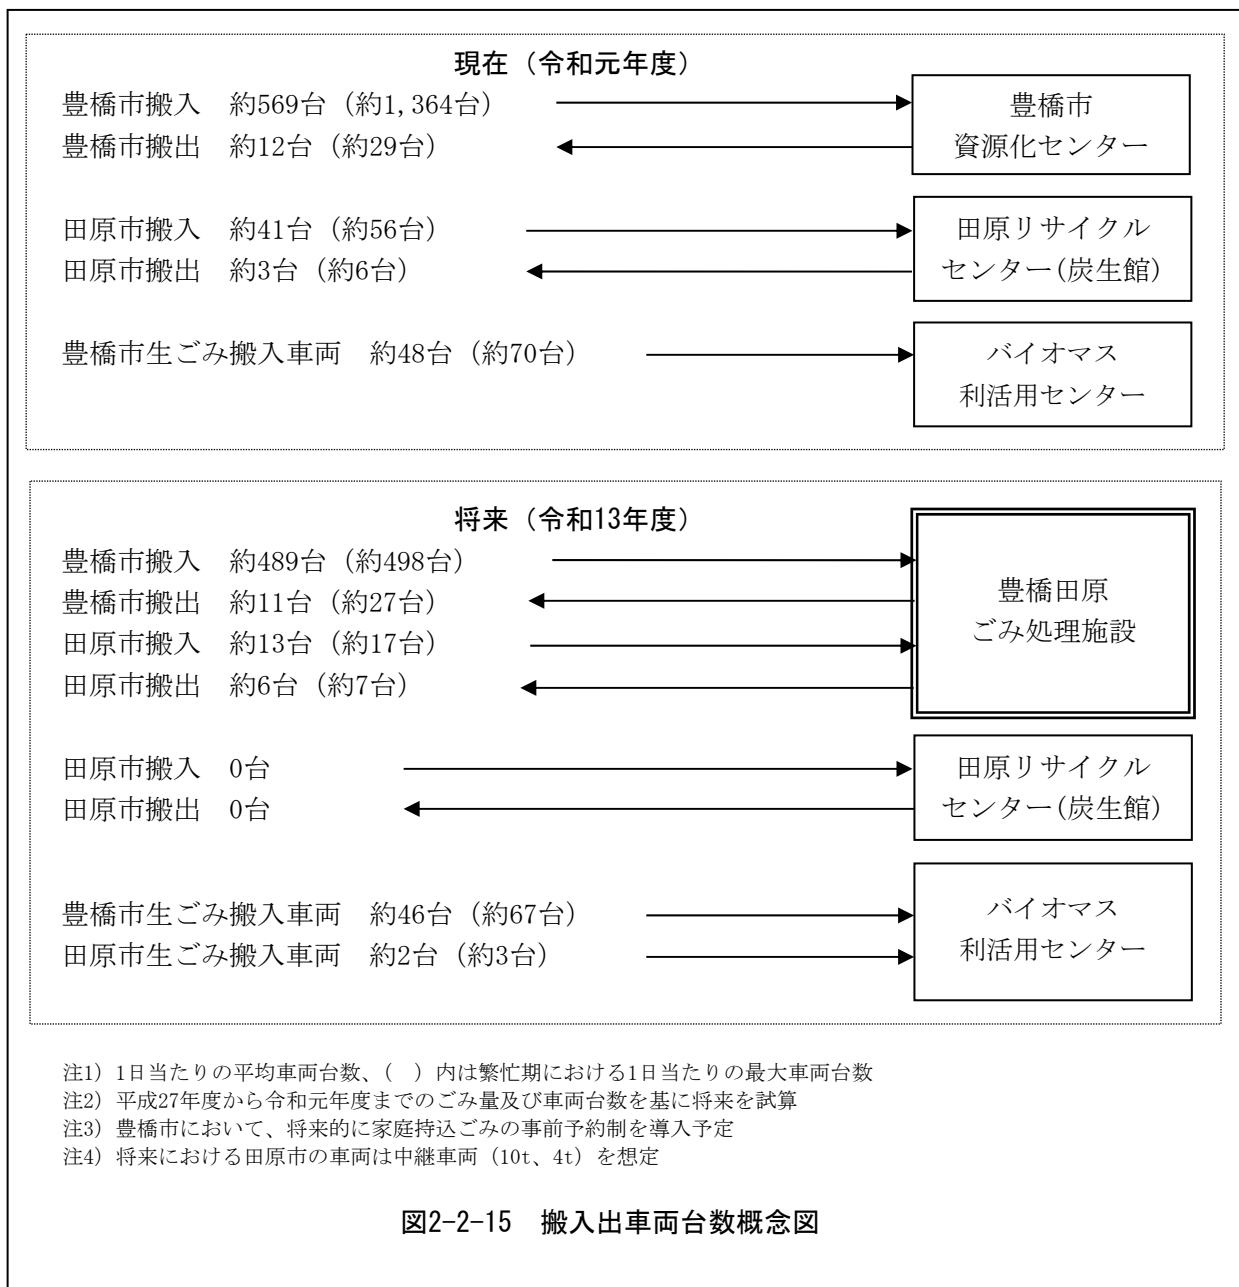 現在（令和元年度）
豊橋市搬入　約569台（約1,364台）
豊橋市搬出　約12台（約29台）
豊橋市
資源化センター
田原市搬入　約41台（約56台）
田原市搬出　約3台（約6台）
田原リサイクル
センター(炭生館)
豊橋市生ごみ搬入車両　約48台（約70台）
バイオマス
利活用センター
将来（令和13年度）
豊橋市搬入　約489台（約498台）
豊橋市搬出　約11台（約27台）
田原市搬入　約13台（約17台）
田原市搬出　約6台（約7台）
豊橋田原
ごみ処理施設
田原市搬入　0台
田原市搬出　0台
田原リサイクル
センター(炭生館)
豊橋市生ごみ搬入車両　約46台（約67台）
田原市生ごみ搬入車両　約2台（約3台）
バイオマス
利活用センター
注1）1日当たりの平均車両台数、（　）内は繁忙期における1日当たりの最大車両台数
注2）平成27年度から令和元年度までのごみ量及び車両台数を基に将来を試算
注3）豊橋市において、将来的に家庭持込ごみの事前予約制を導入予定
注4）将来における田原市の車両は中継車両（10t、4t）を想定
図2-2-15　搬入出車両台数概念図